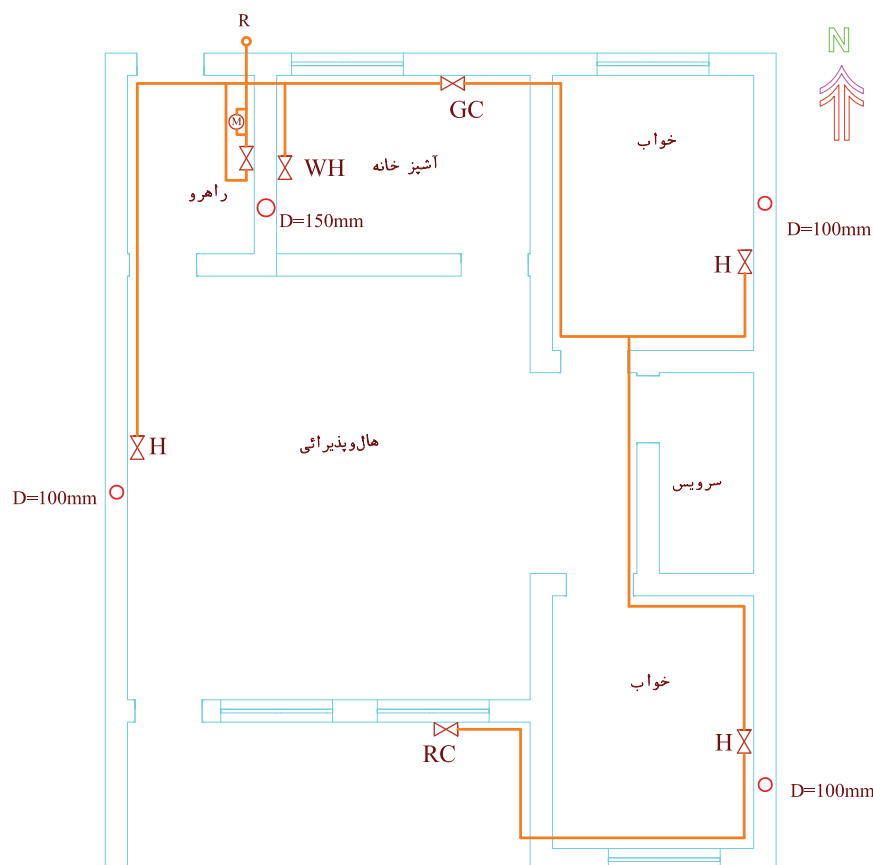 R
N
GC
خواب
M
WH
آشپز خانه
راهرو
D=150mm
D=100mm
H
هال‌وپذیرائی
H
سرویس
D=100mm
خواب
H
RC
D=100mm